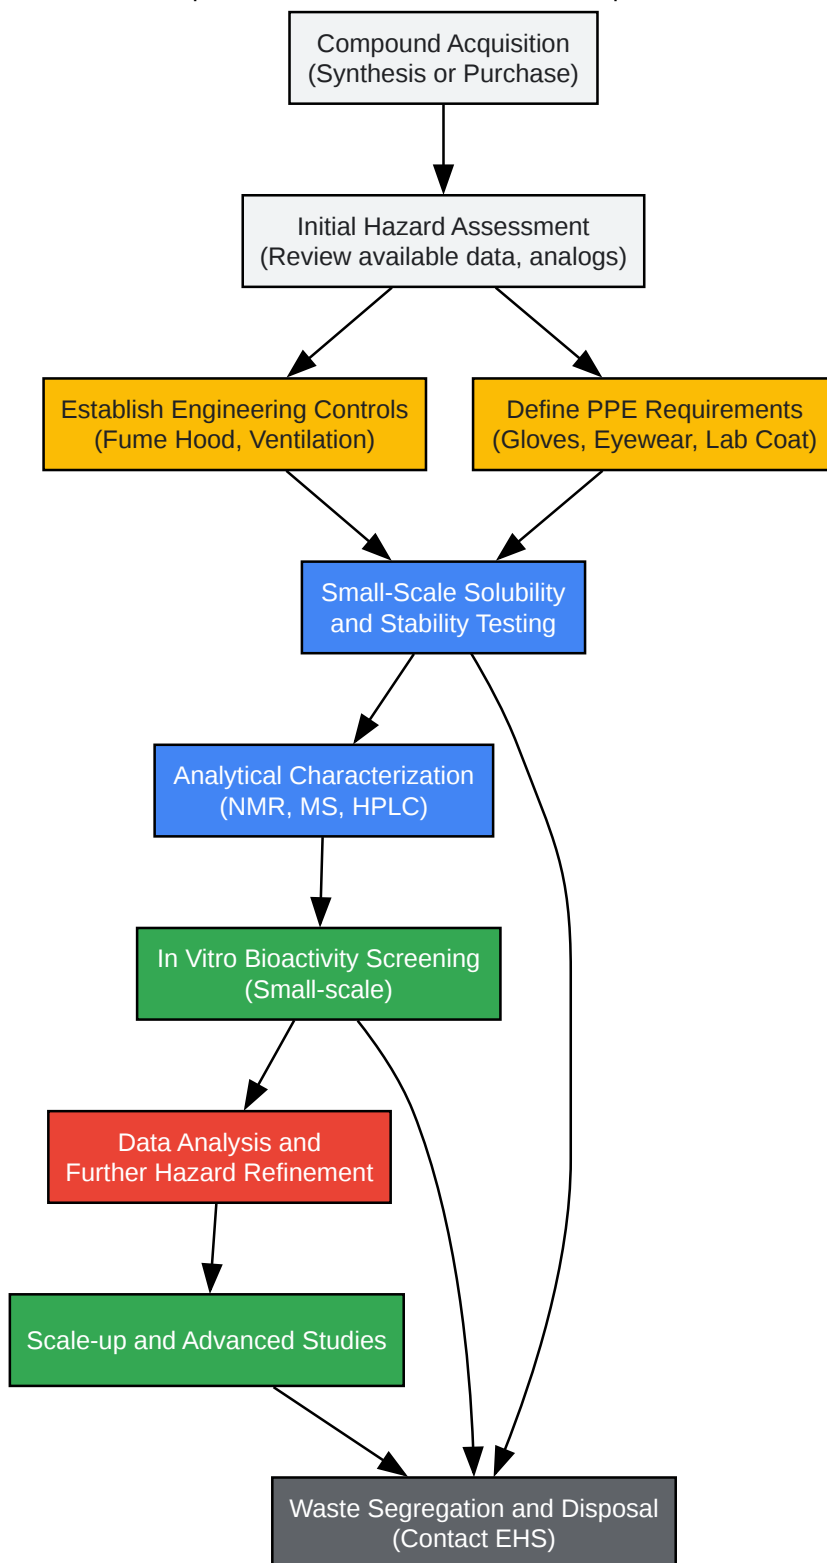 Compound Acquisition
(Synthesis or Purchase)
Initial Hazard Assessment
(Review available data, analogs)
Establish Engineering Controls
(Fume Hood, Ventilation)
Define PPE Requirements
(Gloves, Eyewear, Lab Coat)
Small-Scale Solubility
and Stability Testing
Analytical Characterization
(NMR, MS, HPLC)
In Vitro Bioactivity Screening
(Small-scale)
Data Analysis and
Further Hazard Refinement
Scale-up and Advanced Studies
Waste Segregation and Disposal
(Contact EHS)